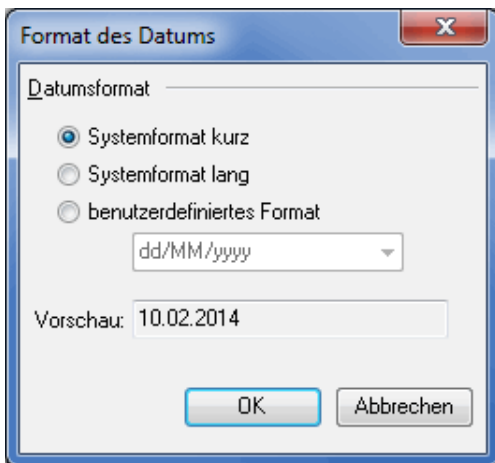 Format des Datums
Datumsformat
Systemformat kurz
Systemformat lang
benutzerdefiniertes Format
dd/MM/yyyy
Vorschau: 10.02.2014
OK Abbrechen